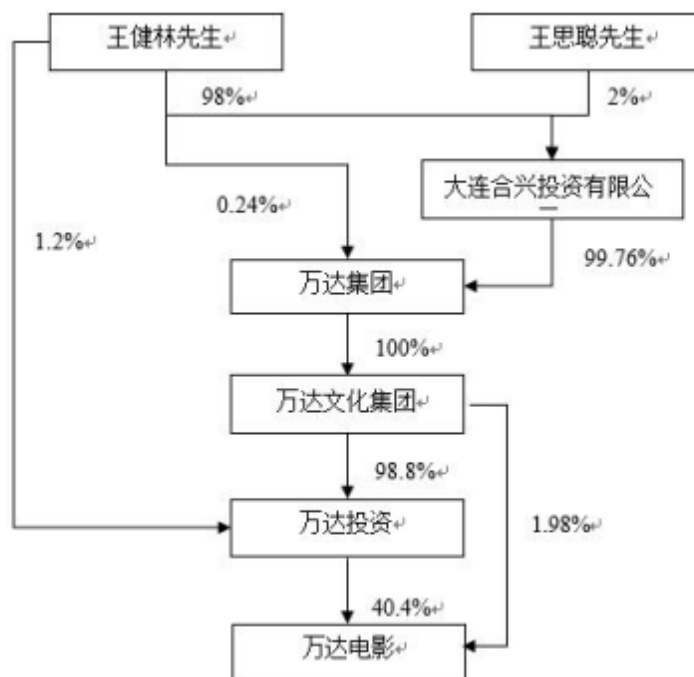 王健林先生↵
王思聪先生↵
98%↵
2%↵
大连合兴投资有限公
0.24%↵
1.2%↵
99.76%↵
万达集团↵
100%↵
万达文化集团↵
98.8%↵
万达投资↵
1.98%↵
40.4%↵
万达电影↵